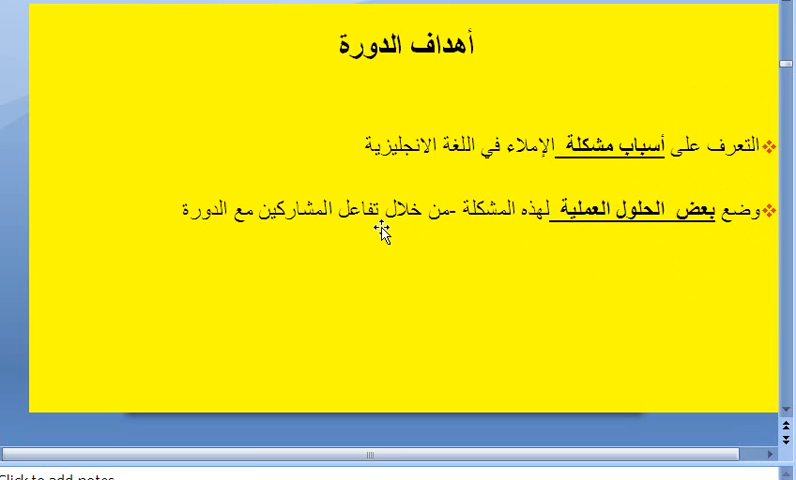 أهداف الدورة
التعرف على أسباب مشكلة الإملاء في اللغة الانجليزية
وضع بعض الحلول العملية لهذه المشكلة -من خلال تفاعل المشاركين مع الدورة
Click to add notes